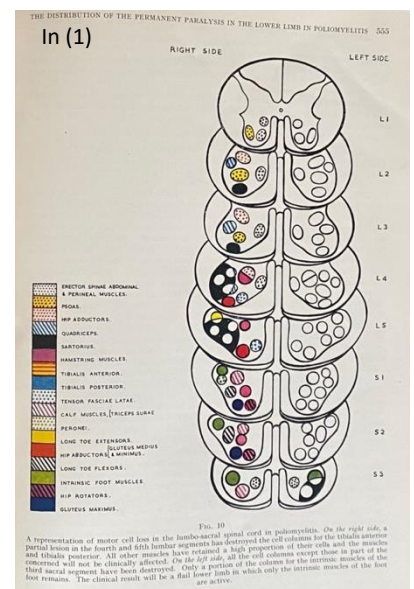 THE DISTRIBUTION OF THE PERMANENT PARALYSIS IN THE LOWER LIMB IN POLIOMYELITIS 555
In (1)
RIGHT SIDE
LEFT SIDE
L1
L2
L3
L4
L5
S1
S2
S3
ERECTOR SPINAE ABDOMINAL
& PERINEAL MUSCLES.
PSOAS.
HIP ADDUCTORS.
QUADRICEPS.
SARTORIUS.
HAMSTRING MUSCLES.
TIBIALIS ANTERIOR.
TIBIALIS POSTERIOR.
TENSOR FASCIAE LATAE.
CALF MUSCLES, (TRICEPS SURAE
PERONEI.
LONG TOE EXTENSORS.
HIP ABDUCTORS (GLUTEUS MEDIUS
& MINIMUS.
LONG TOE FLEXORS.
INTRINSIC FOOT MUSCLES.
HIP ROTATORS.
GLUTEUS MAXIMUS.
FIG. 10
A representation of motor cell loss in the lumbo-sacral spinal cord in poliomyelitis. On the right side, a
partial lesion in the fourth and fifth lumbar segments has destroyed the cell columns for the tibialis anterior
and tibialis posterior. All other muscles have retained a high proportion of their cells and the muscles
concerned will not be clinically affected. On the left side, all the cell columns except those in part of the
third sacral segment have been destroyed. Only a portion of the column for the intrinsic muscles of the
foot remains. The clinical result will be a flail lower limb in which only the intrinsic muscles of the foot
are active.